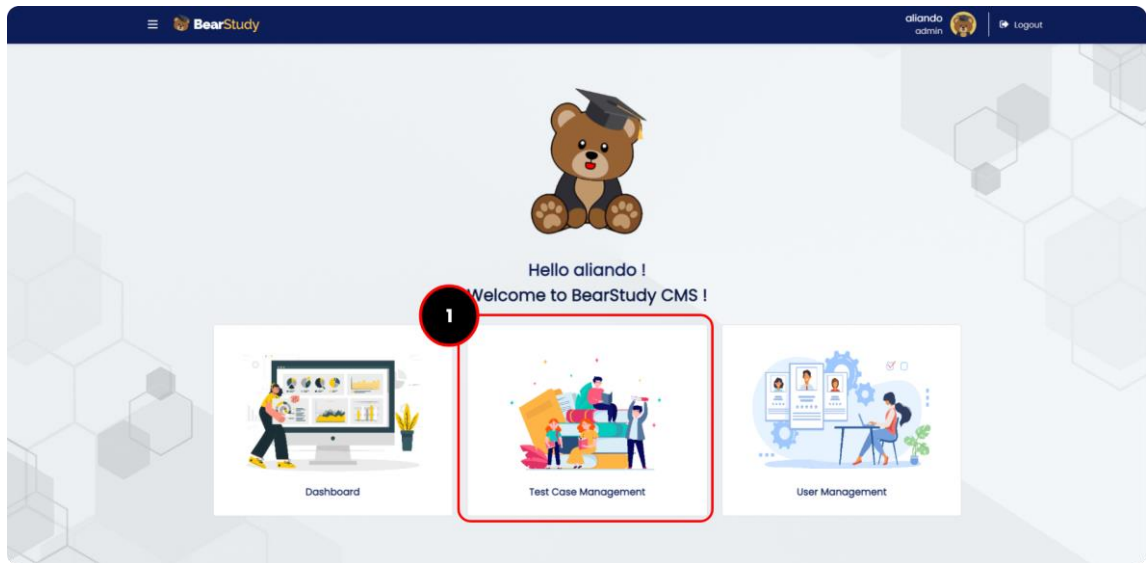 BearStudy
aliando
admin
Logout
Hello aliando !
Welcome to BearStudy CMS !
1
Dashboard
Test Case Management
User Management